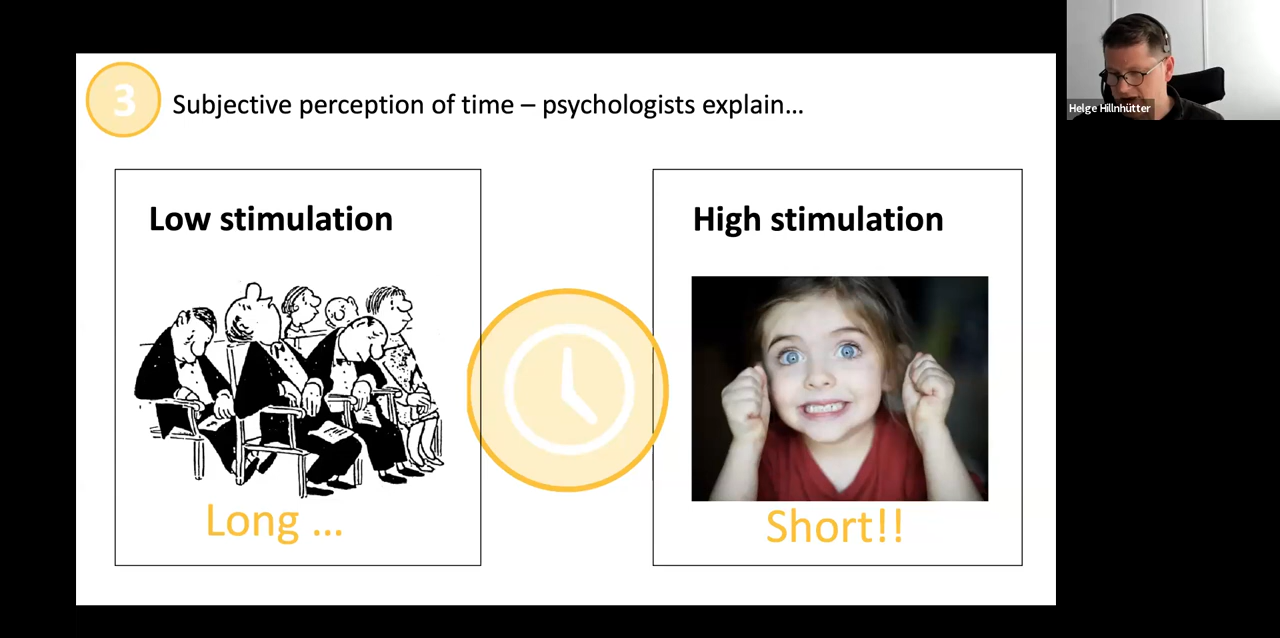 3
Subjective perception of time – psychologists explain...
Low stimulation
Long ...
High stimulation
Short!!
Helge Hillnhütter